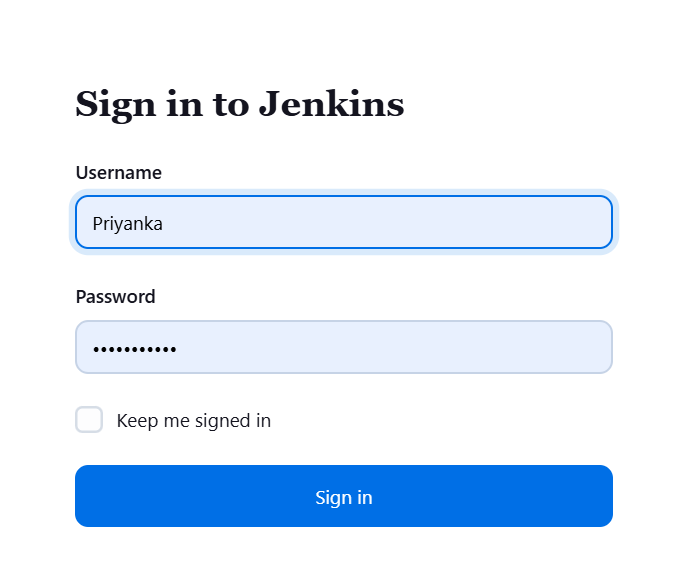 Sign in to Jenkins
Username
Priyanka
Password
•••••••••••
Keep me signed in
Sign in